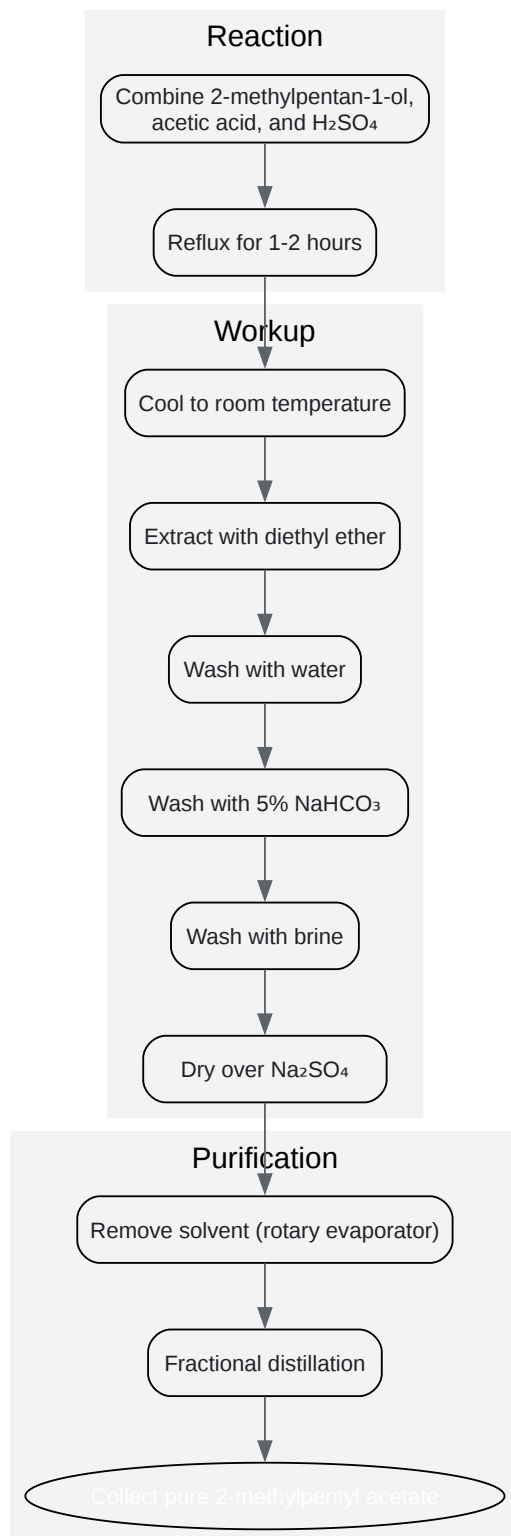 Reaction
Combine 2-methylpentan-1-ol,
acetic acid, and H₂SO₄
Reflux for 1-2 hours
Workup
Cool to room temperature
Extract with diethyl ether
Wash with water
Wash with 5% NaHCO₃
Wash with brine
Dry over Na₂SO₄
Purification
Remove solvent (rotary evaporator)
Fractional distillation
Collect pure 2-methylpentyl acetate